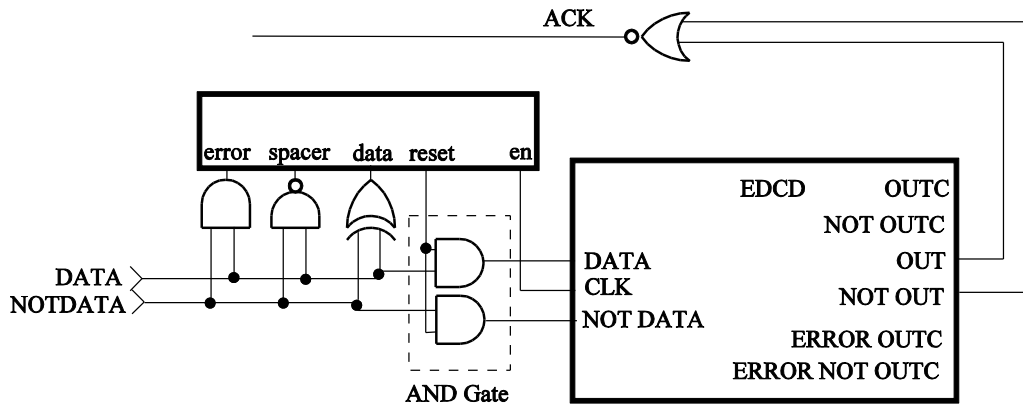 ACK
error spacer data reset en
EDCD OUTC
NOT OUTC
DATA OUT
CLK
NOT OUT
NOT DATA
ERROR OUTC
ERROR NOT OUTC
DATA
NOTDATA
AND Gate